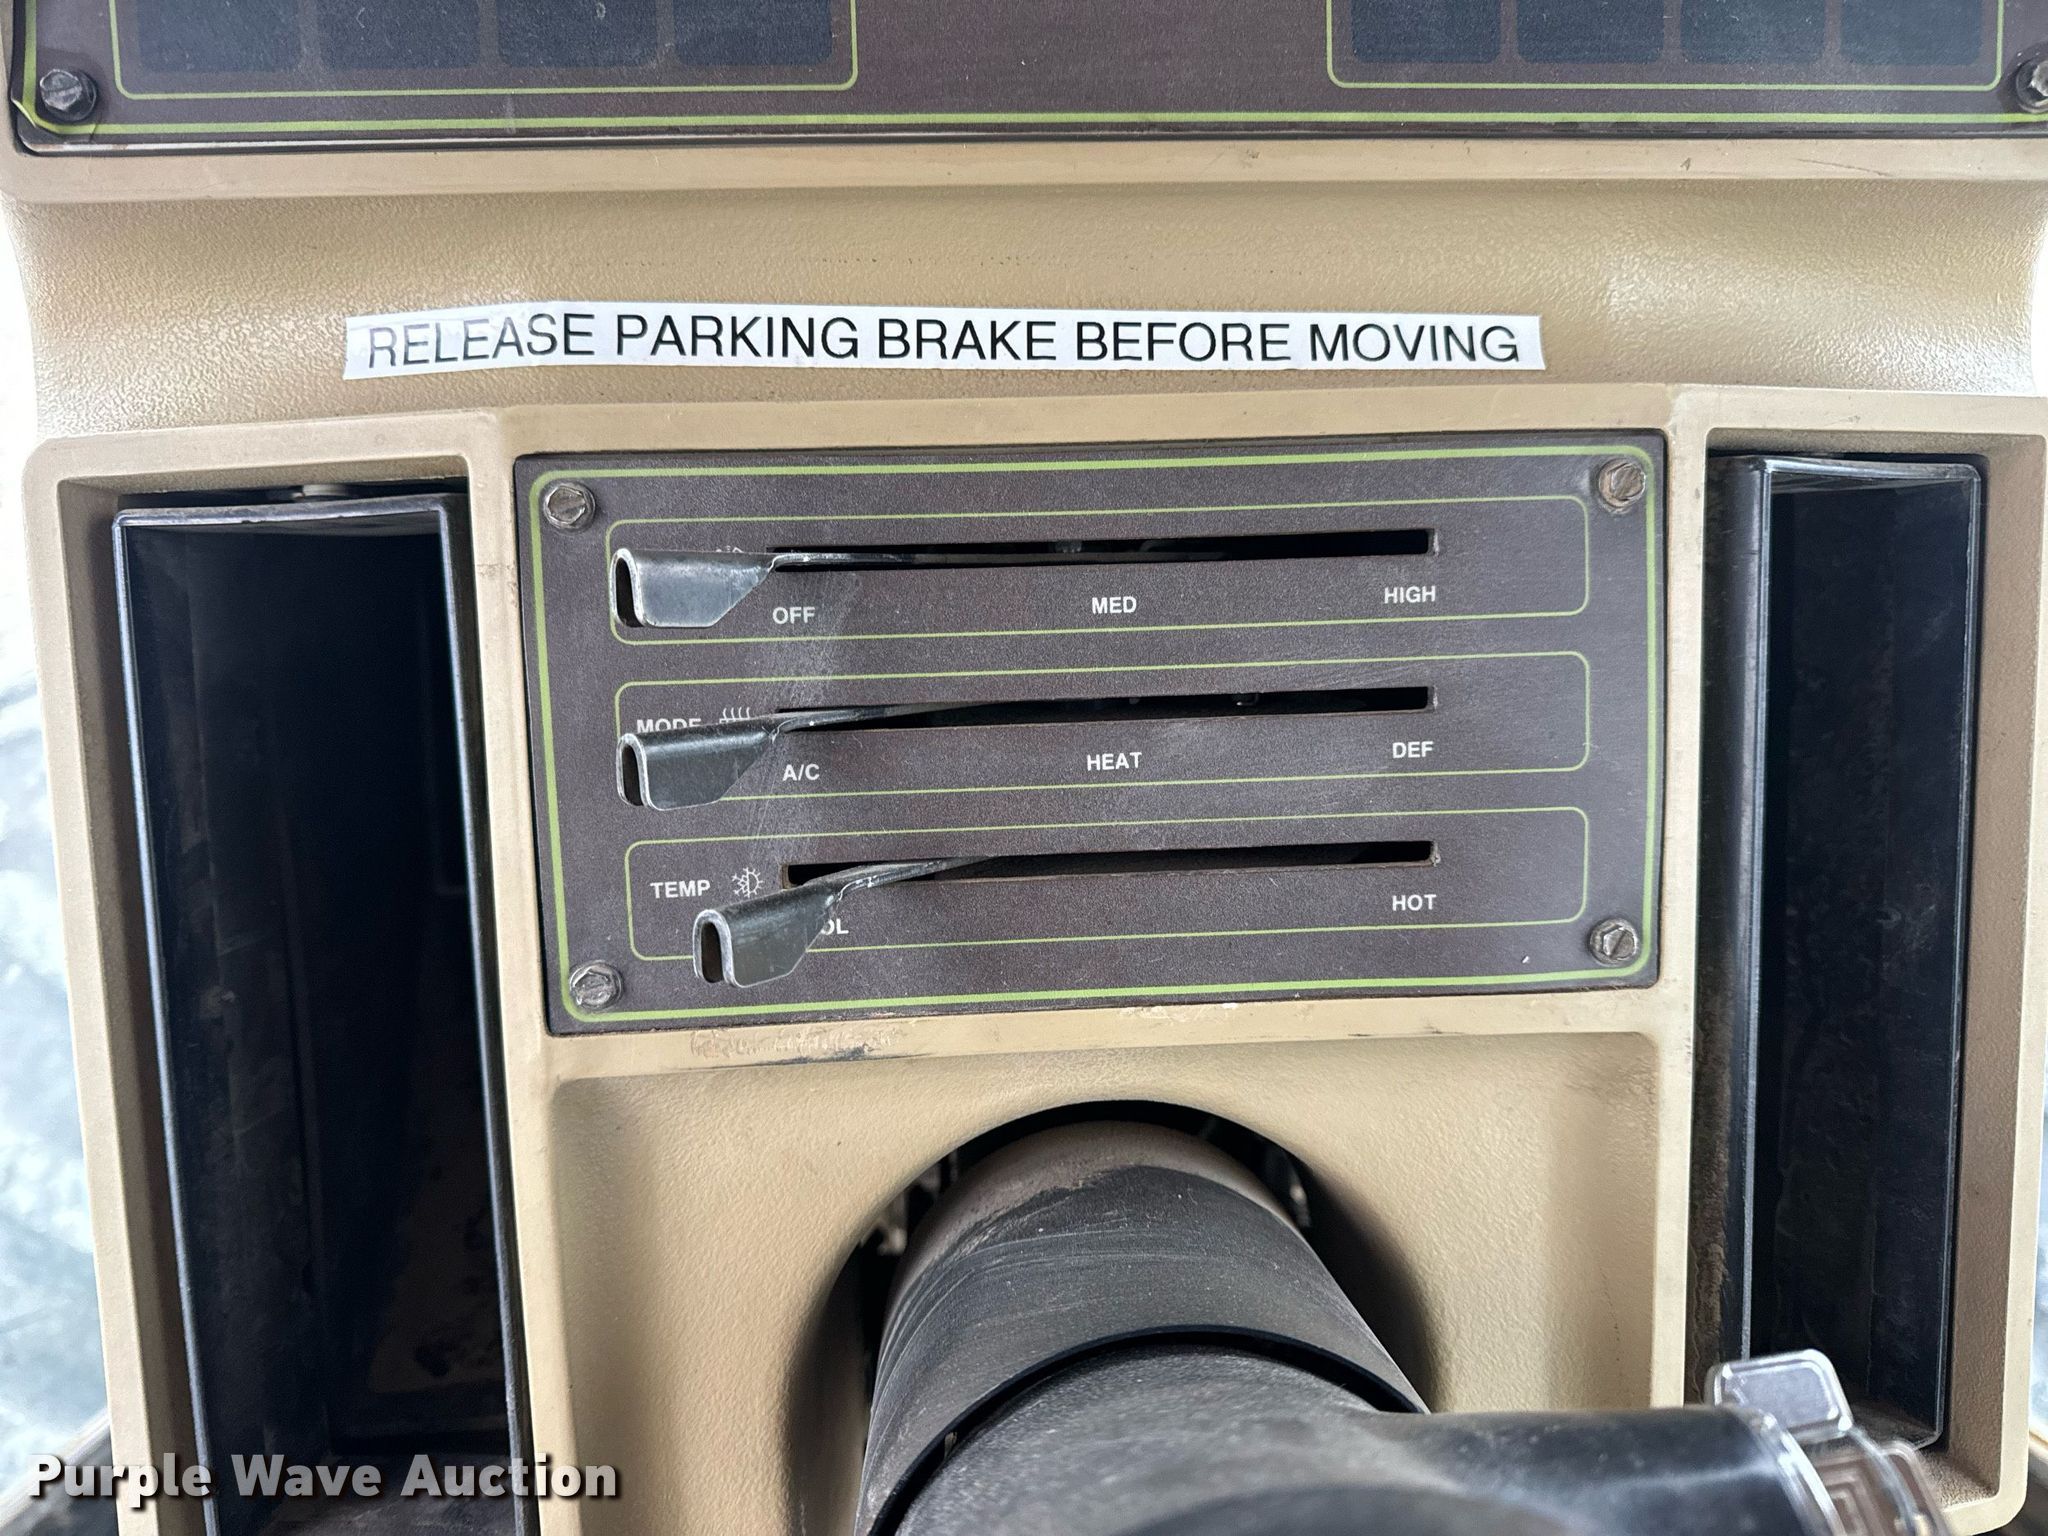 RELEASE PARKING BRAKE BEFORE MOVING
OFF MED HIGH
MODE
A/C HEAT DEF
TEMP
HOT
Purple Wave Auction